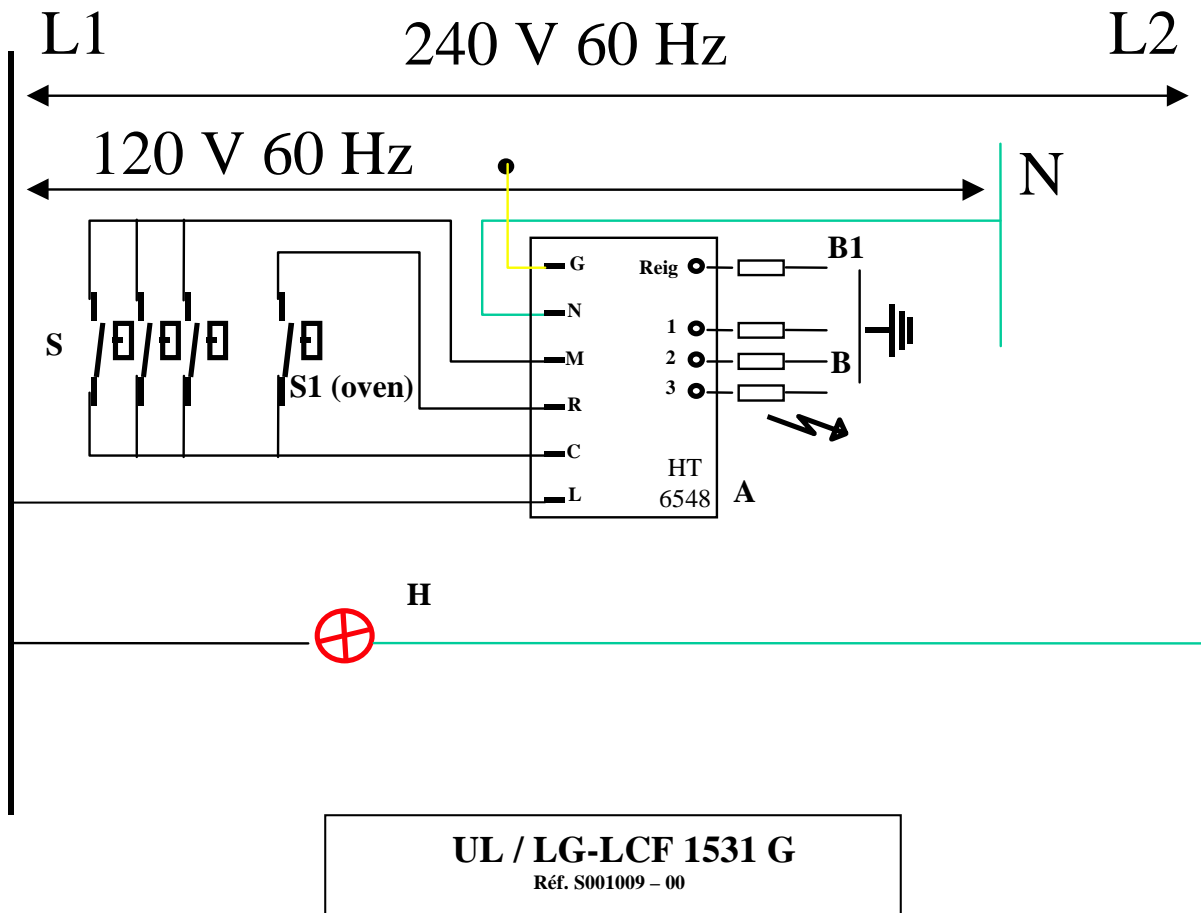 L1
240 V 60 Hz
L2
120 V 60 Hz
N
G
Reig
B1
N
1
S
M
2
B
S1 (oven)
3
R
C
HT
6548
A
L
H
UL / LG-LCF 1531 G
Réf. S001009 – 00